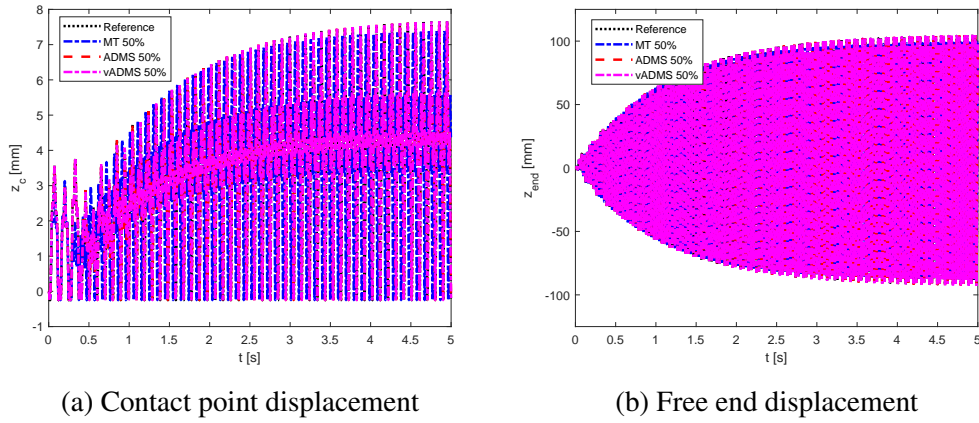 8
7
6
5
4
3
2
1
0
-1
z_c [mm]
Reference
MT 50%
ADMS 50%
vADMS 50%
0 0.5 1 1.5 2 2.5 3 3.5 4 4.5 5
t [s]
(a) Contact point displacement
100
50
0
-50
-100
z_end [mm]
Reference
MT 50%
ADMS 50%
vADMS 50%
0 0.5 1 1.5 2 2.5 3 3.5 4 4.5 5
t [s]
(b) Free end displacement